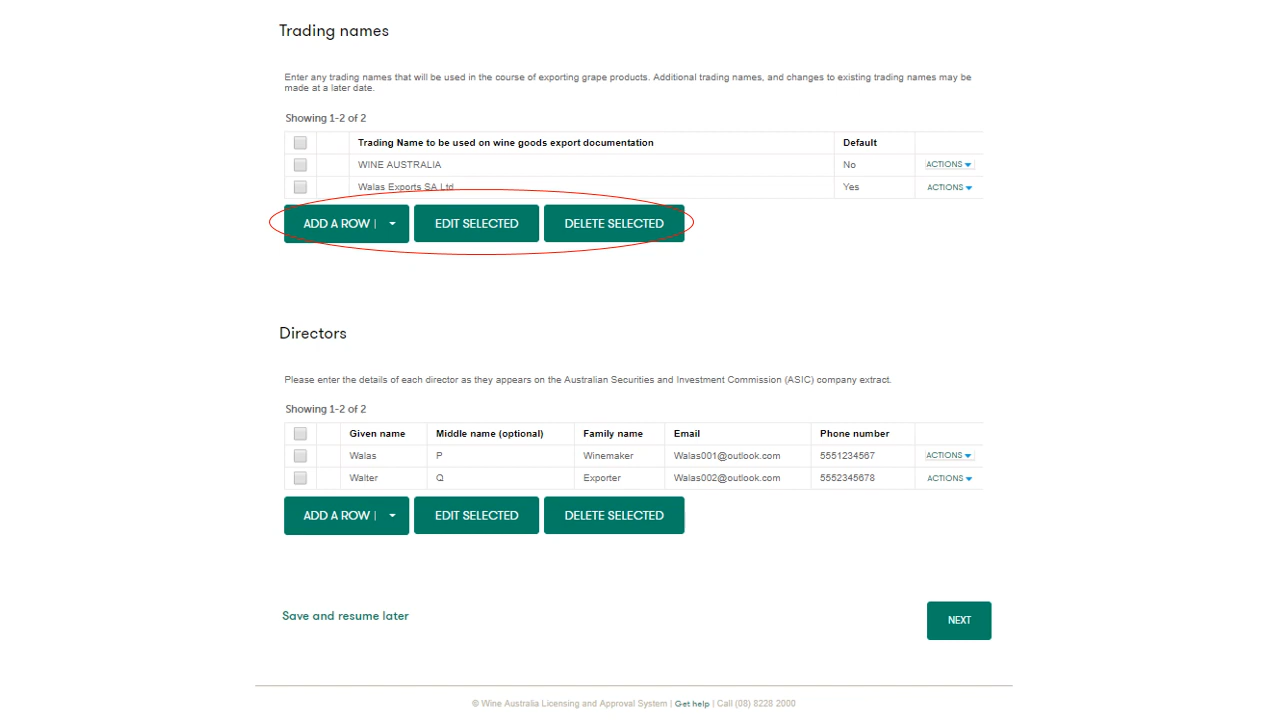 Trading names
Enter any trading names that will be used in the course of exporting grape products. Additional trading names, and changes to existing trading names may be
made at a later date.
Showing 1-2 of 2
Trading Name to be used on wine goods export documentation Default
WINE AUSTRALIA No ACTIONS
Walas Exports SA Ltd Yes ACTIONS
ADD A ROW | EDIT SELECTED DELETE SELECTED
Directors
Please enter the details of each director as they appears on the Australian Securities and Investment Commission (ASIC) company extract.
Showing 1-2 of 2
Given name Middle name (optional) Family name Email Phone number
Walas P Winemaker Walas001@outlook.com 5551234567 ACTIONS
Walter Q Exporter Walas002@outlook.com 5552345678 ACTIONS
ADD A ROW | EDIT SELECTED DELETE SELECTED
Save and resume later NEXT
© Wine Australia Licensing and Approval System | Get help | Call (08) 8228 2000